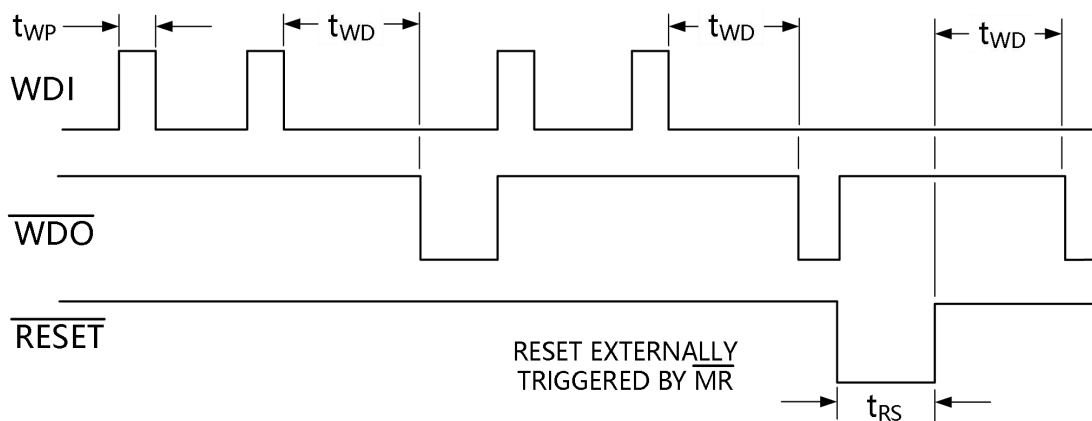 tWP
tWD
tWD
tWD
WDI
WDO
RESET
RESET EXTERNALLY
TRIGGERED BY MR
tRS